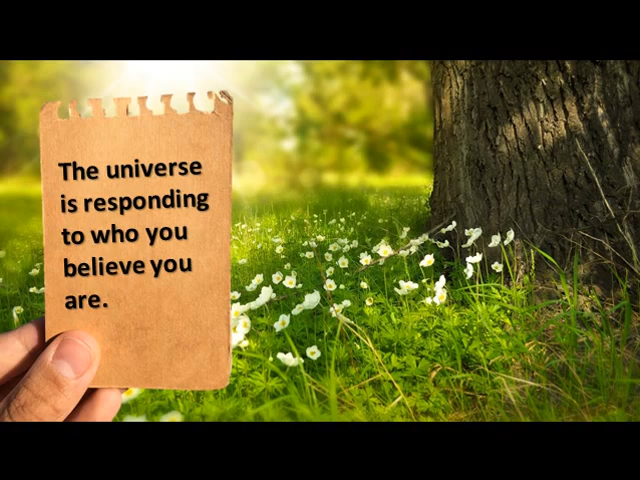 The universe
is responding
to who you
believe you
are.